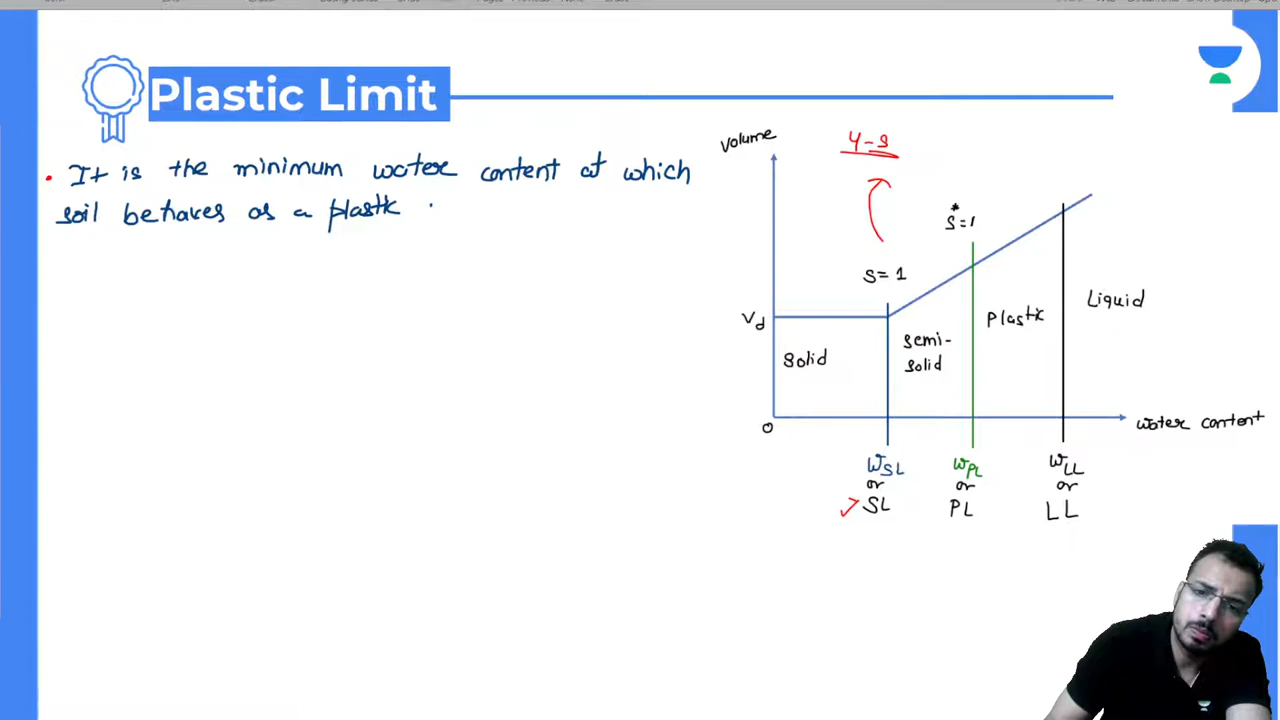 Plastic Limit
• It is the minimum water content at which
soil behaves as a plastic .
volume
4-s
S=1
S= 1
Vd
Solid
semi-
solid
Plastic
Liquid
0
water content
wSL
or
SL
wPL
or
PL
wLL
or
LL